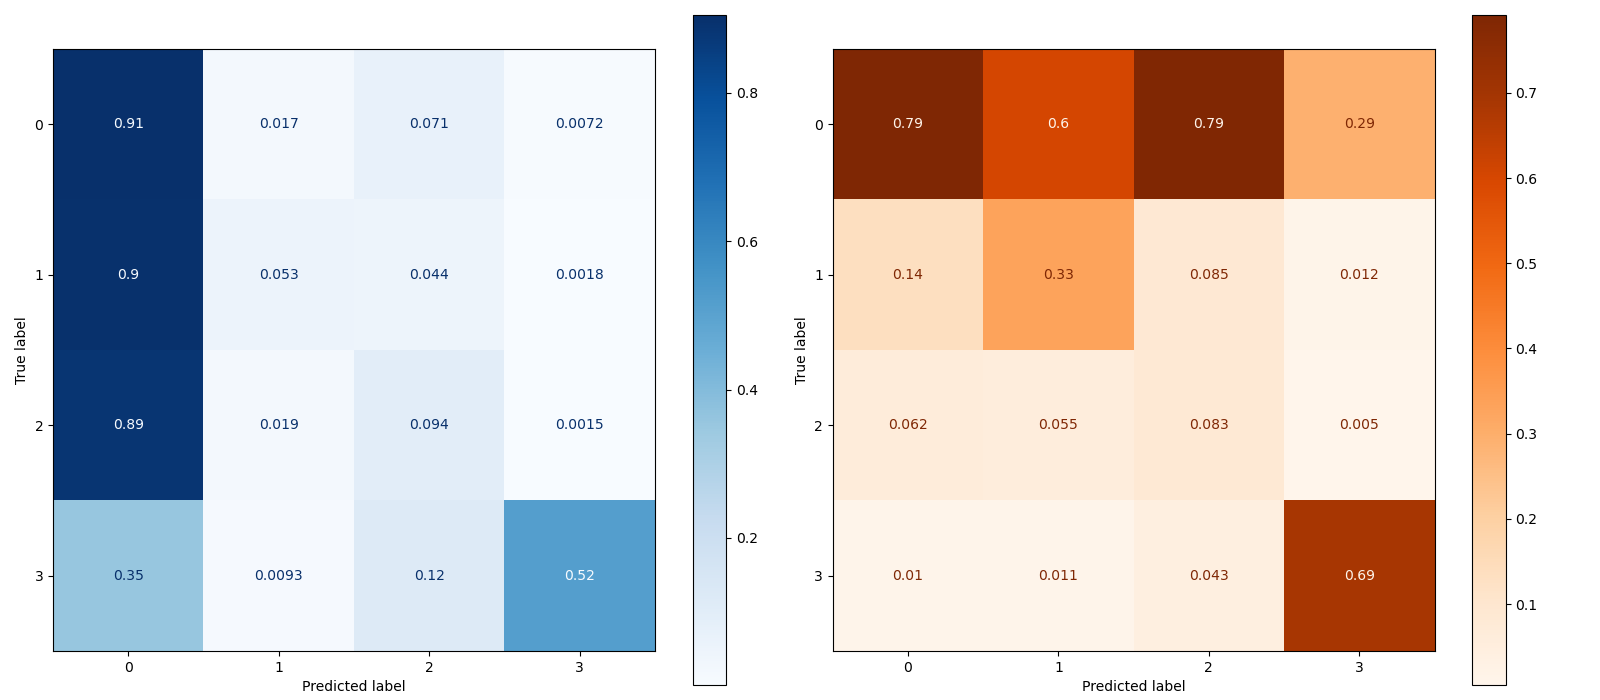 0.91 0.017 0.071 0.0072
0.9 0.053 0.044 0.0018
0.89 0.019 0.094 0.0015
0.35 0.0093 0.12 0.52
0
1
2
3
True label
0 1 2 3
Predicted label
0.8
0.6
0.4
0.2
0.79 0.6 0.79 0.29
0.14 0.33 0.085 0.012
0.062 0.055 0.083 0.005
0.01 0.011 0.043 0.69
0
1
2
3
True label
0 1 2 3
Predicted label
0.7
0.6
0.5
0.4
0.3
0.2
0.1